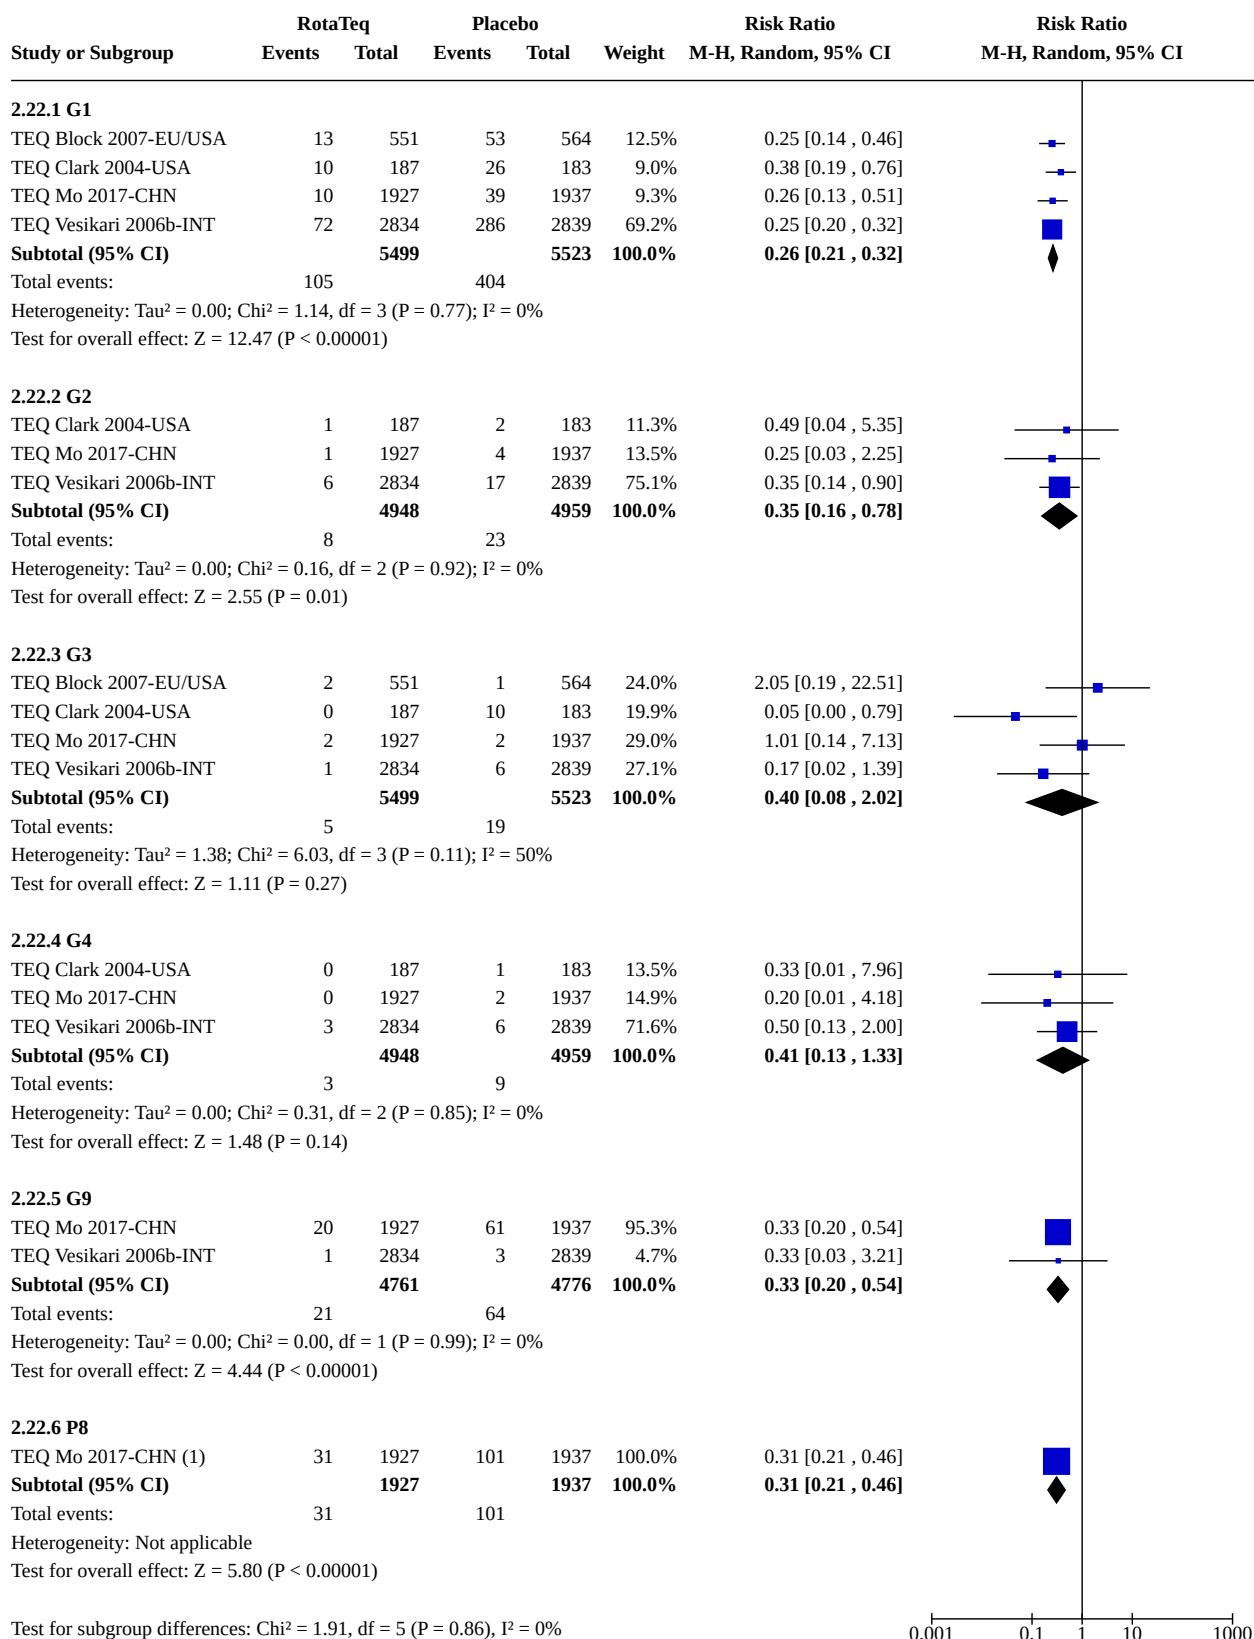 RotaTeq Placebo Risk Ratio Risk Ratio
Study or Subgroup Events Total Events Total Weight M-H, Random, 95% CI M-H, Random, 95% CI
2.22.1 G1
TEQ Block 2007-EU/USA 13 551 53 564 12.5% 0.25 [0.14 , 0.46]
TEQ Clark 2004-USA 10 187 26 183 9.0% 0.38 [0.19 , 0.76]
TEQ Mo 2017-CHN 10 1927 39 1937 9.3% 0.26 [0.13 , 0.51]
TEQ Vesikari 2006b-INT 72 2834 286 2839 69.2% 0.25 [0.20 , 0.32]
Subtotal (95% CI) 5499 5523 100.0% 0.26 [0.21 , 0.32]
Total events: 105 404
Heterogeneity: Tau² = 0.00; Chi² = 1.14, df = 3 (P = 0.77); I² = 0%
Test for overall effect: Z = 12.47 (P < 0.00001)
2.22.2 G2
TEQ Clark 2004-USA 1 187 2 183 11.3% 0.49 [0.04 , 5.35]
TEQ Mo 2017-CHN 1 1927 4 1937 13.5% 0.25 [0.03 , 2.25]
TEQ Vesikari 2006b-INT 6 2834 17 2839 75.1% 0.35 [0.14 , 0.90]
Subtotal (95% CI) 4948 4959 100.0% 0.35 [0.16 , 0.78]
Total events: 8 23
Heterogeneity: Tau² = 0.00; Chi² = 0.16, df = 2 (P = 0.92); I² = 0%
Test for overall effect: Z = 2.55 (P = 0.01)
2.22.3 G3
TEQ Block 2007-EU/USA 2 551 1 564 24.0% 2.05 [0.19 , 22.51]
TEQ Clark 2004-USA 0 187 10 183 19.9% 0.05 [0.00 , 0.79]
TEQ Mo 2017-CHN 2 1927 2 1937 29.0% 1.01 [0.14 , 7.13]
TEQ Vesikari 2006b-INT 1 2834 6 2839 27.1% 0.17 [0.02 , 1.39]
Subtotal (95% CI) 5499 5523 100.0% 0.40 [0.08 , 2.02]
Total events: 5 19
Heterogeneity: Tau² = 1.38; Chi² = 6.03, df = 3 (P = 0.11); I² = 50%
Test for overall effect: Z = 1.11 (P = 0.27)
2.22.4 G4
TEQ Clark 2004-USA 0 187 1 183 13.5% 0.33 [0.01 , 7.96]
TEQ Mo 2017-CHN 0 1927 2 1937 14.9% 0.20 [0.01 , 4.18]
TEQ Vesikari 2006b-INT 3 2834 6 2839 71.6% 0.50 [0.13 , 2.00]
Subtotal (95% CI) 4948 4959 100.0% 0.41 [0.13 , 1.33]
Total events: 3 9
Heterogeneity: Tau² = 0.00; Chi² = 0.31, df = 2 (P = 0.85); I² = 0%
Test for overall effect: Z = 1.48 (P = 0.14)
2.22.5 G9
TEQ Mo 2017-CHN 20 1927 61 1937 95.3% 0.33 [0.20 , 0.54]
TEQ Vesikari 2006b-INT 1 2834 3 2839 4.7% 0.33 [0.03 , 3.21]
Subtotal (95% CI) 4761 4776 100.0% 0.33 [0.20 , 0.54]
Total events: 21 64
Heterogeneity: Tau² = 0.00; Chi² = 0.00, df = 1 (P = 0.99); I² = 0%
Test for overall effect: Z = 4.44 (P < 0.00001)
2.22.6 P8
TEQ Mo 2017-CHN (1) 31 1927 101 1937 100.0% 0.31 [0.21 , 0.46]
Subtotal (95% CI) 1927 1937 100.0% 0.31 [0.21 , 0.46]
Total events: 31 101
Heterogeneity: Not applicable
Test for overall effect: Z = 5.80 (P < 0.00001)
Test for subgroup differences: Chi² = 1.91, df = 5 (P = 0.86), I² = 0%
0.001 0.1 1 10 1000